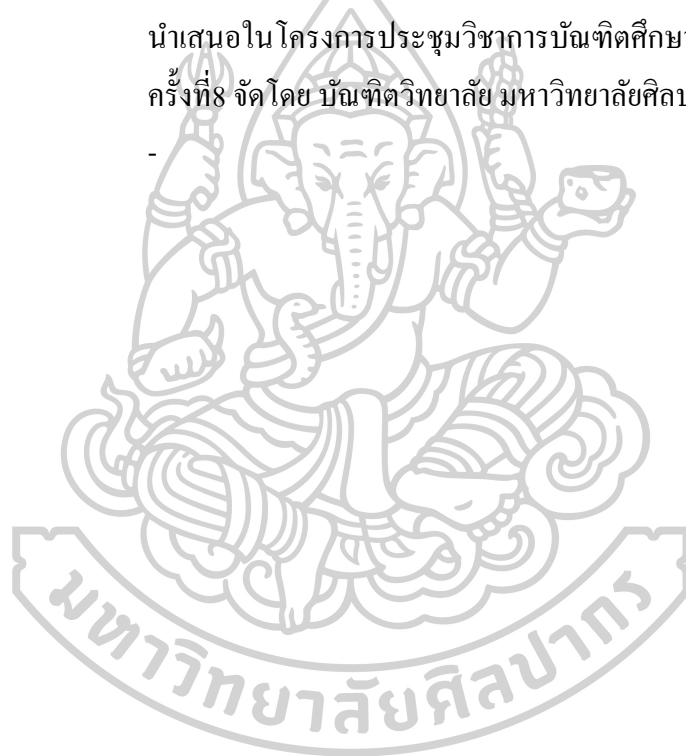 นำเสนอในโครงการประชุมวิชาการบัณฑิตศึกษา
ครั้งที่8 จัดโดย บัณฑิตวิทยาลัย มหาวิทยาลัยศิลป
-
มหาวิทยาลัยศิลปากร